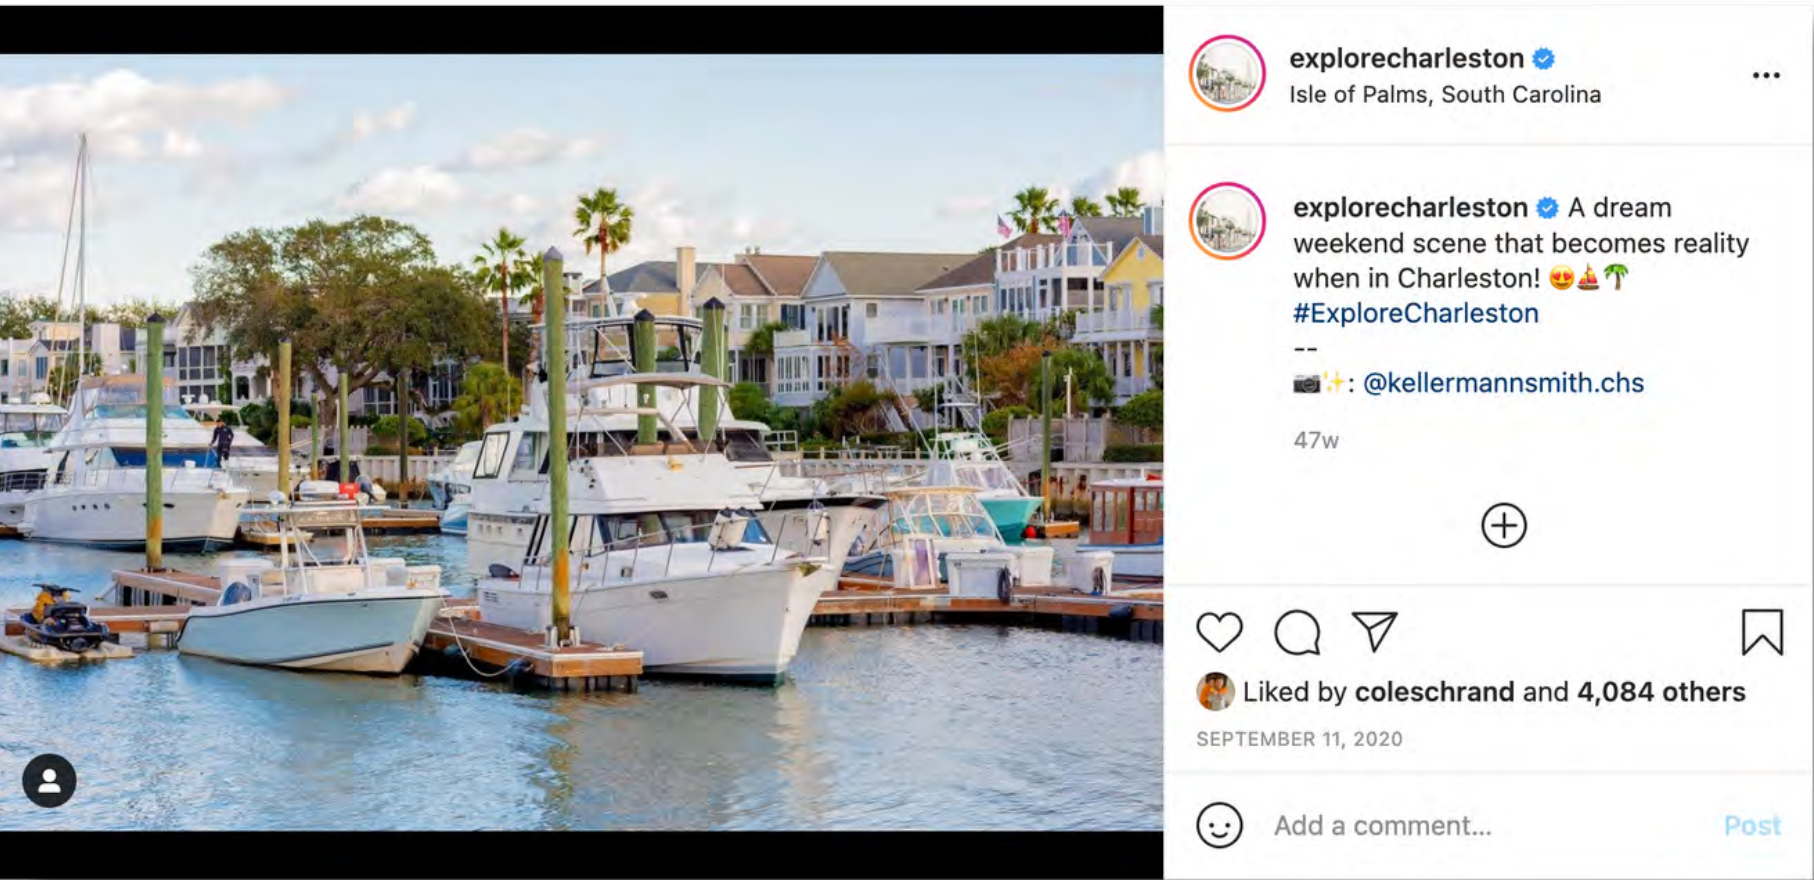 explorecharleston
Isle of Palms, South Carolina
explorecharleston A dream
weekend scene that becomes reality
when in Charleston! 😍⛵🌴
#ExploreCharleston
--
📷✨: @kellermannsmith.chs
47w
Liked by coleschrand and 4,084 others
SEPTEMBER 11, 2020
Add a comment...
Post